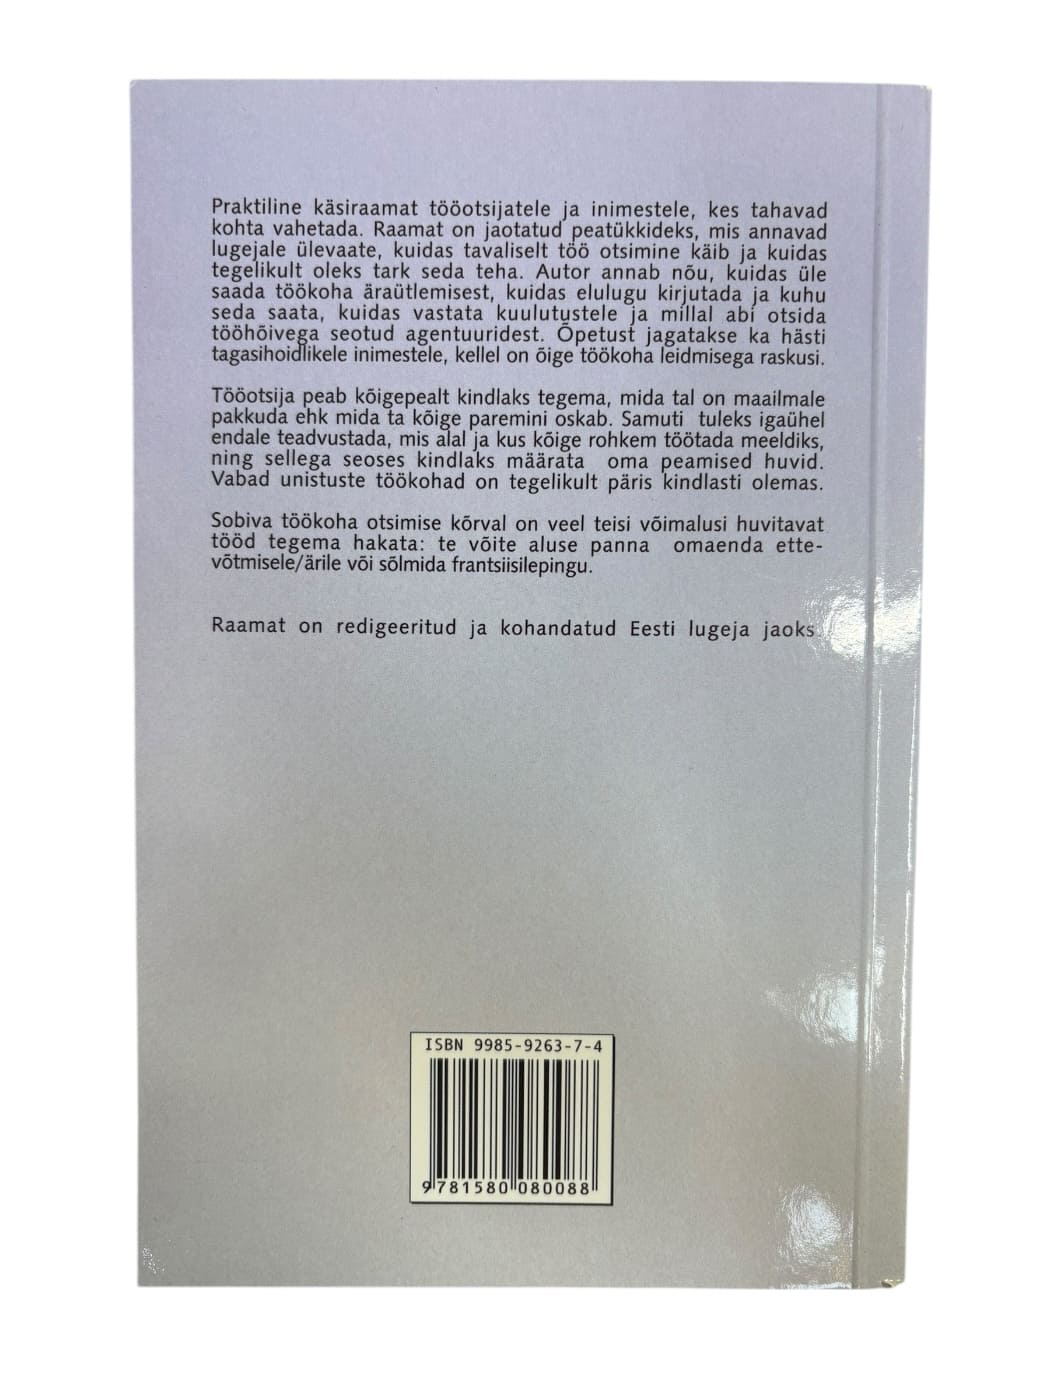 Praktiline käsiraamat tööotsijatele ja inimestele, kes tahavad
kohta vahetada. Raamat on jaotatud peatükkideks, mis annavad
lugejale ülevaate, kuidas tavaliselt töö otsimine käib ja kuidas
tegelikult oleks tark seda teha. Autor annab nõu, kuidas üle
saada töökoha äraütlemisest, kuidas elulugu kirjutada ja kuhu
seda saata, kuidas vastata kuulutustele ja millal abi otsida
tööhõivega seotud agentuuridest. Õpetust jagatakse ka hästi
tagasihoidlikele inimestele, kellel on õige töökoha leidmisega raskusi.
Tööotsija peab kõigepealt kindlaks tegema, mida tal on maailmale
pakkuda ehk mida ta kõige paremini oskab. Samuti tuleks igaühel
endale teadvustada, mis alal ja kus kõige rohkem töötada meeldiks,
ning sellega seoses kindlaks määrata oma peamised huvid.
Vabad unistuste töökohad on tegelikult päris kindlasti olemas.
Sobiva töökoha otsimise kõrval on veel teisi võimalusi huvitavat
tööd tegema hakata: te võite aluse panna omaenda ette-
võtmisele/ärile või sõlmida frantsiisilepingu.
Raamat on redigeeritud ja kohandatud Eesti lugeja jaoks.
ISBN 9985-9263-7-4
9781580080088